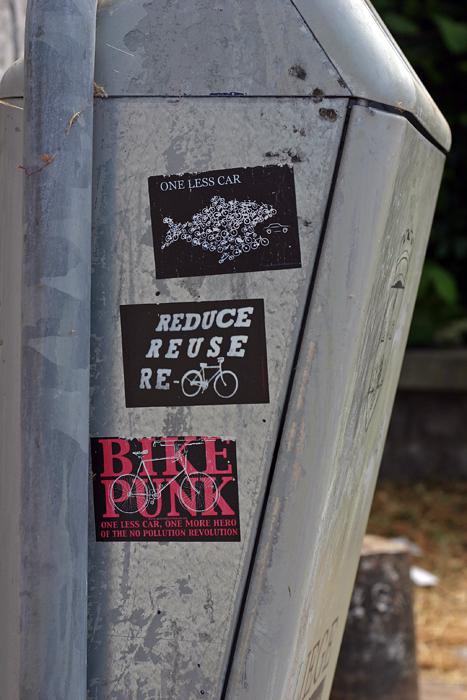 ONE LESS CAR
REDUCE
REUSE
RE-
BIKE
PUNK
ONE LESS CAR, ONE MORE HERO
OF THE NO POLLUTION REVOLUTION